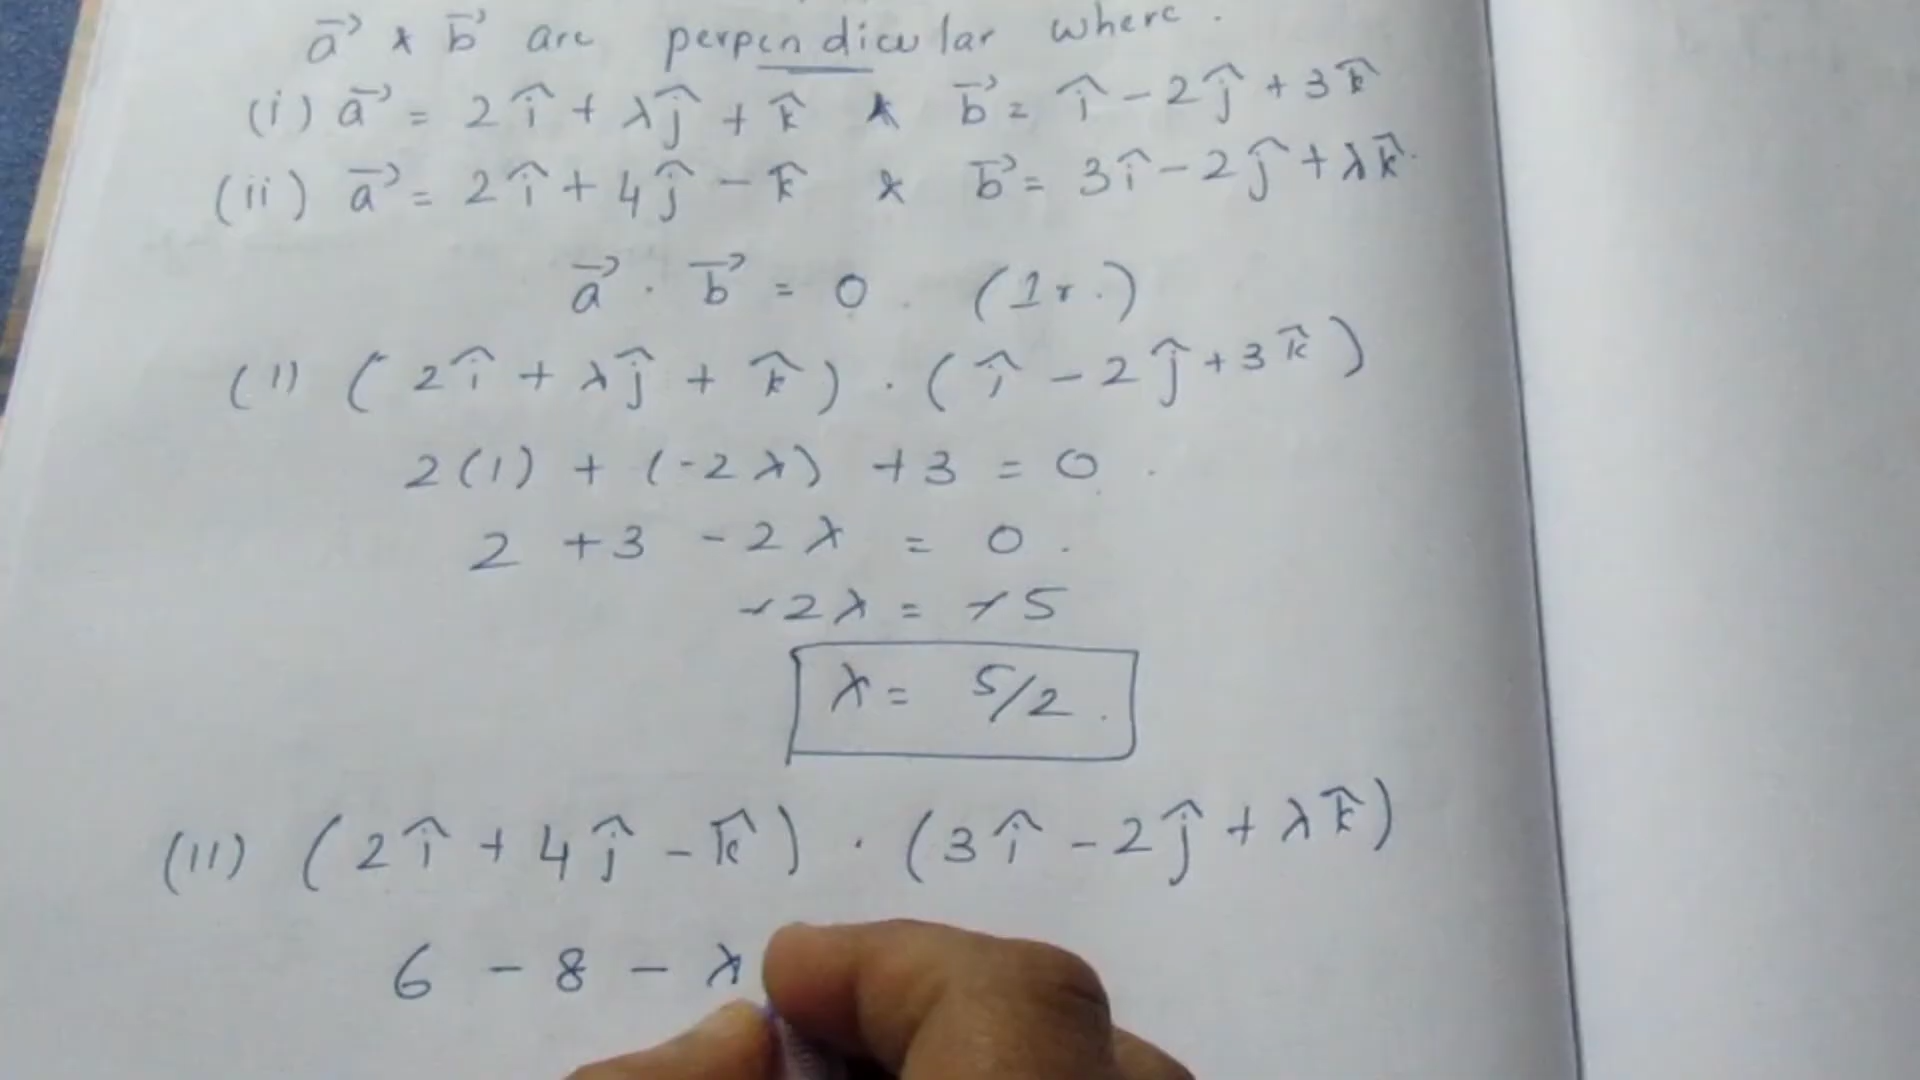 a⃗ & b⃗ are perpendicular where.
(i) a⃗ = 2î + λĵ + k̂ & b⃗ = î - 2ĵ + 3k̂
(ii) a⃗ = 2î + 4ĵ - k̂ & b⃗ = 3î - 2ĵ + λk̂.
a⃗ . b⃗ = 0. (1r.)
(i) (2î + λĵ + k̂) . (î - 2ĵ + 3k̂)
2(1) + (-2λ) + 3 = 0.
2 + 3 - 2λ = 0.
-2λ = -5
λ = 5/2.
(ii) (2î + 4ĵ - k̂) . (3î - 2ĵ + λk̂)
6 - 8 - λ